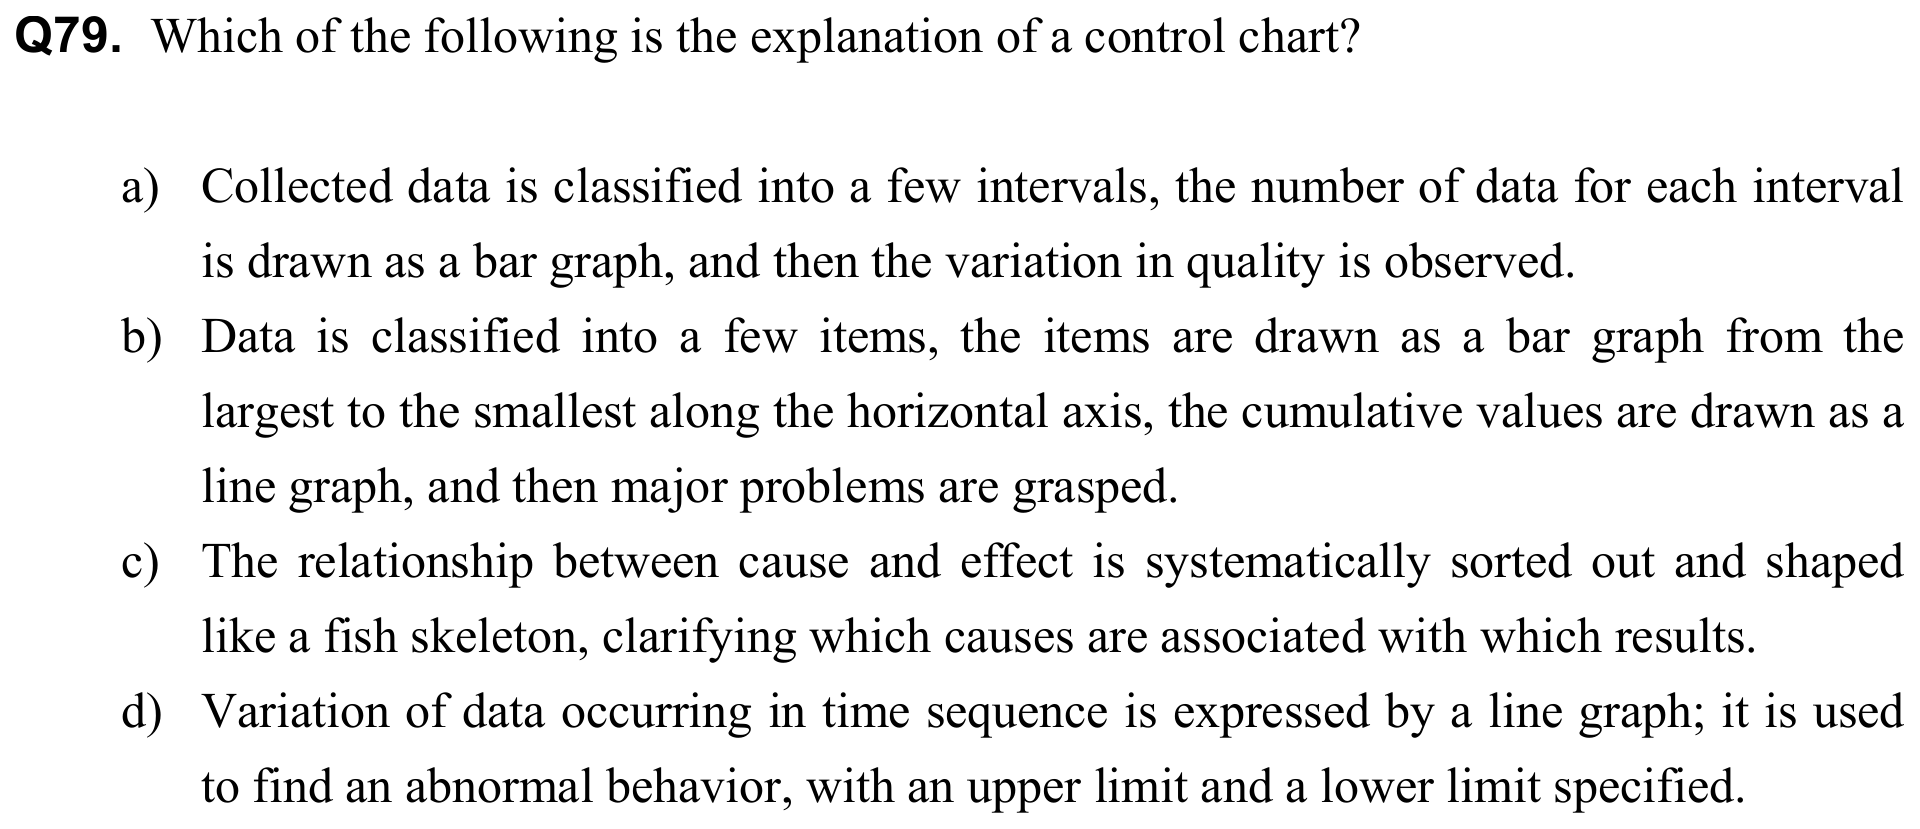 Q79. Which of the following is the explanation of a control chart?
a) Collected data is classified into a few intervals, the number of data for each interval
is drawn as a bar graph, and then the variation in quality is observed.
b) Data is classified into a few items, the items are drawn as a bar graph from the
largest to the smallest along the horizontal axis, the cumulative values are drawn as a
line graph, and then major problems are grasped.
c) The relationship between cause and effect is systematically sorted out and shaped
like a fish skeleton, clarifying which causes are associated with which results.
d) Variation of data occurring in time sequence is expressed by a line graph; it is used
to find an abnormal behavior, with an upper limit and a lower limit specified.